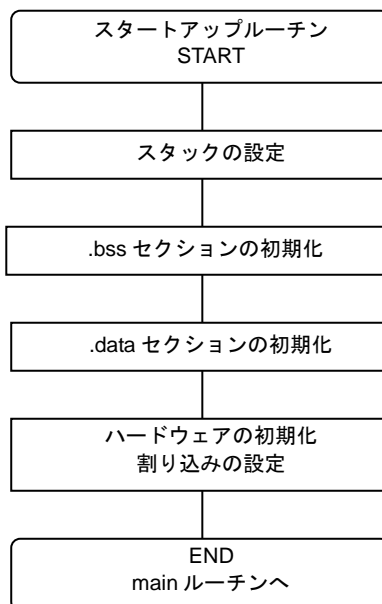 スタートアップルーチン
START
スタックの設定
.bss セクションの初期化
.data セクションの初期化
ハードウェアの初期化
割り込みの設定
END
main ルーチンへ